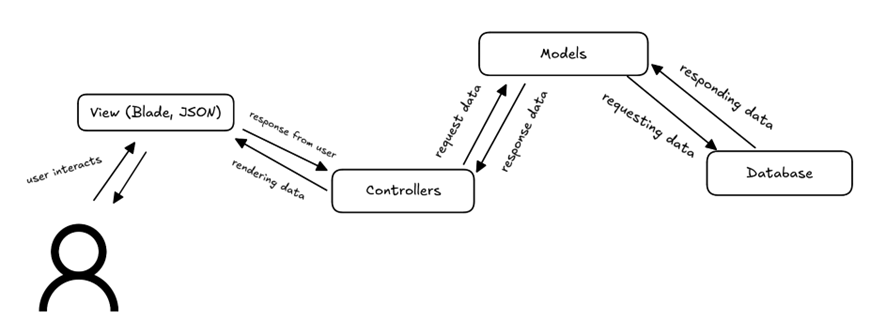 Models
View (Blade, JSON)
response from user
rendering data
user interacts
Controllers
request data
response data
requesting data
responding data
Database